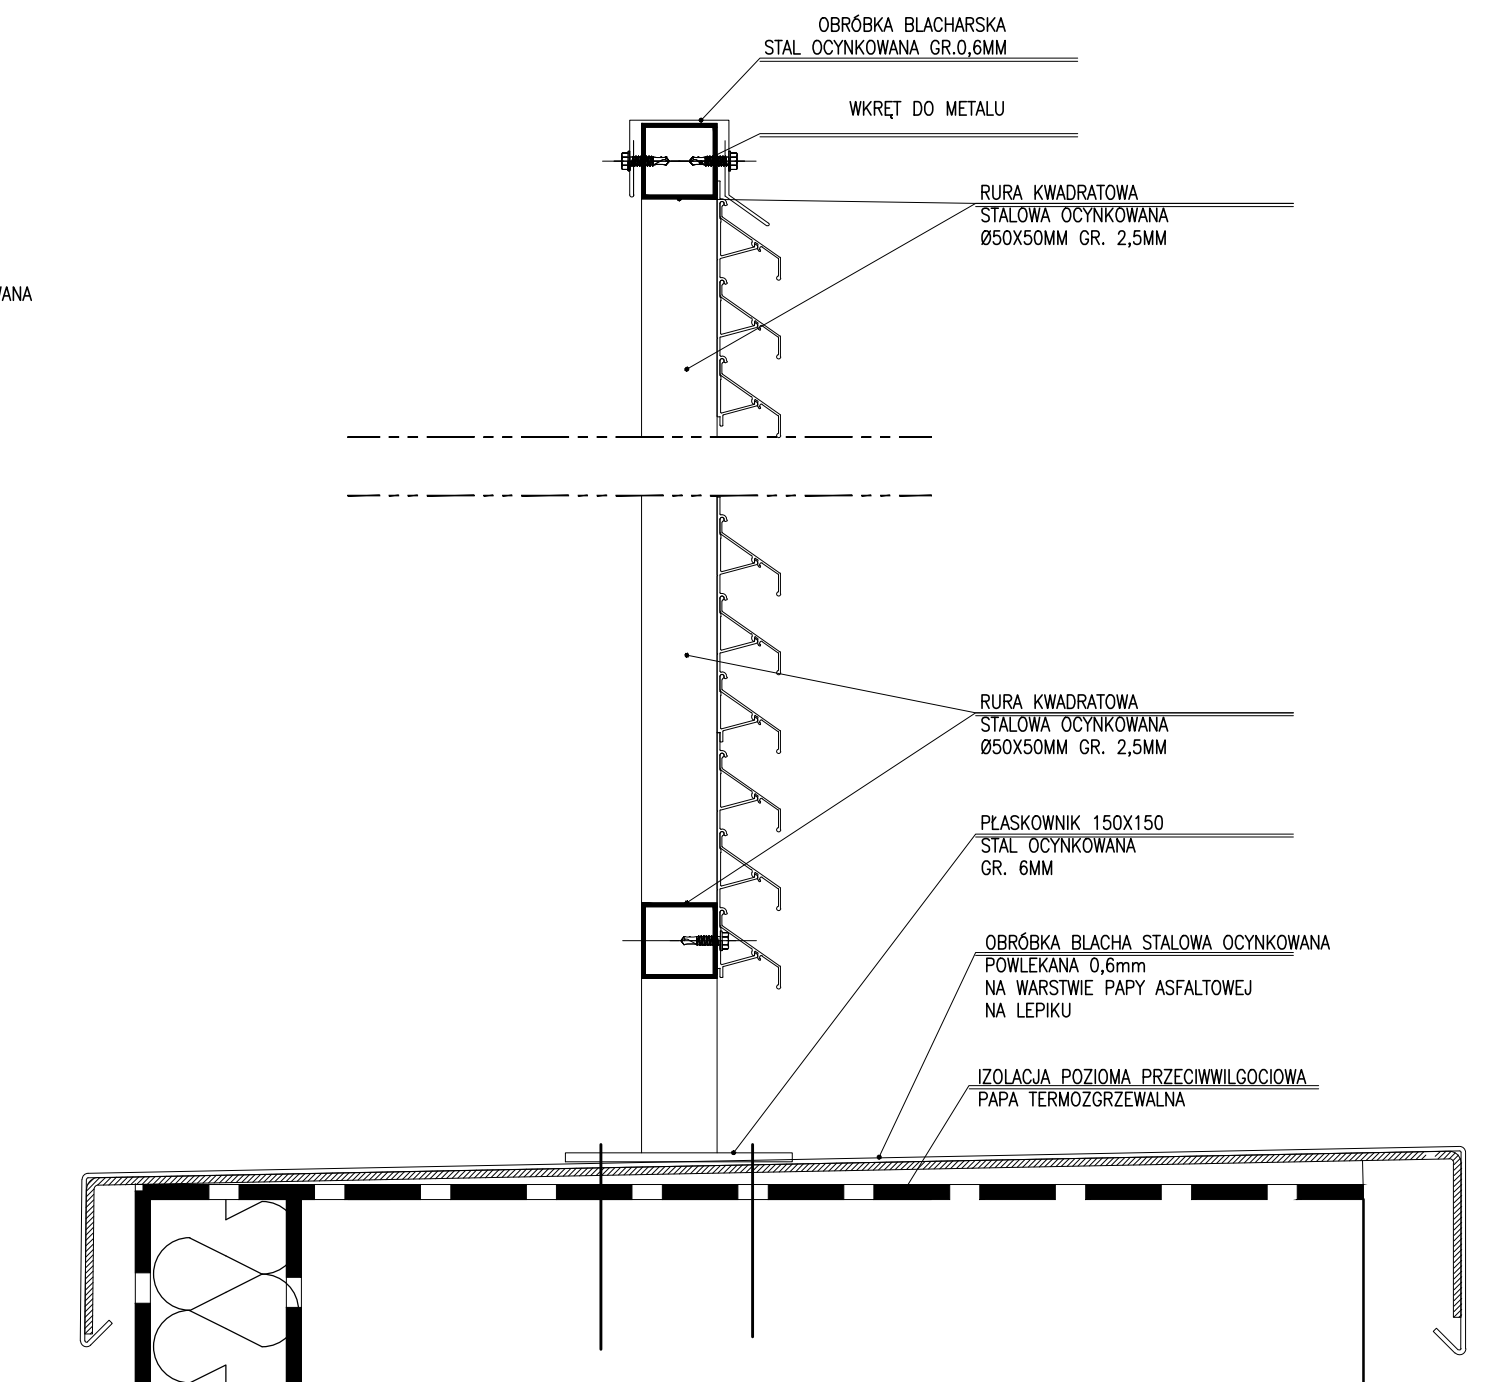 OBRÓBKA BLACHARSKA
STAL OCYNKOWANA GR.0,6MM
WKRĘT DO METALU
RURA KWADRATOWA
STALOWA OCYNKOWANA
Ø50X50MM GR. 2,5MM
WANA
RURA KWADRATOWA
STALOWA OCYNKOWANA
Ø50X50MM GR. 2,5MM
PŁASKOWNIK 150X150
STAL OCYNKOWANA
GR. 6MM
OBRÓBKA BLACHA STALOWA OCYNKOWANA
POWLEKANA 0,6mm
NA WARSTWIE PAPY ASFALTOWEJ
NA LEPIKU
IZOLACJA POZIOMA PRZECIWWILGOCIOWA
PAPA TERMOZGRZEWALNA